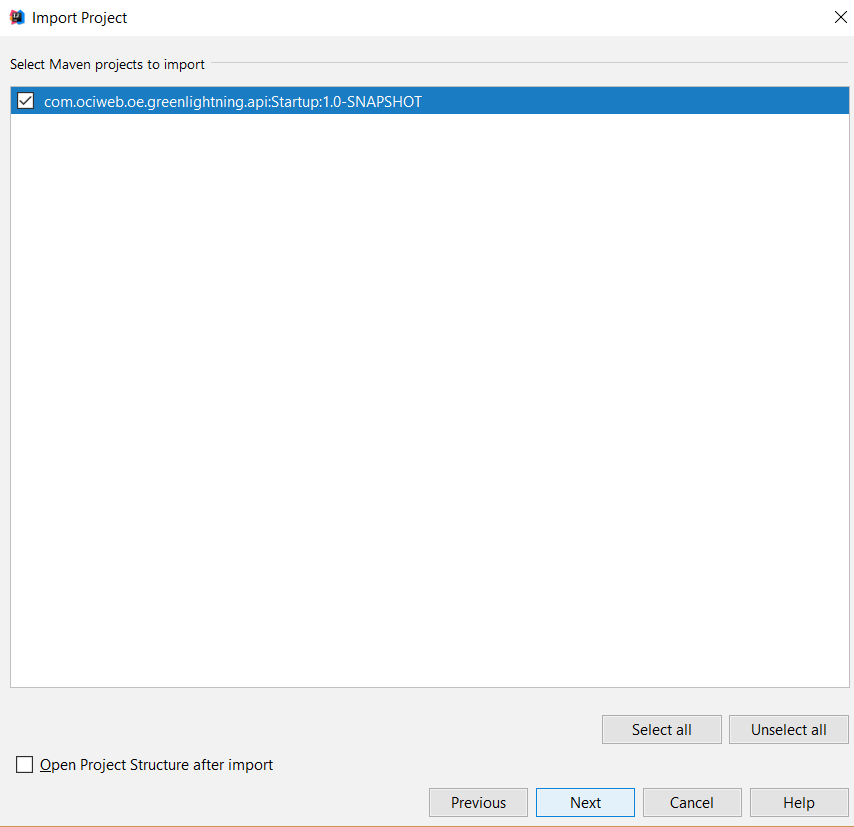 Import Project
Select Maven projects to import
com.ociweb.oe.greenlightning.api:Startup:1.0-SNAPSHOT
Select all
Unselect all
Open Project Structure after import
Previous
Next
Cancel
Help